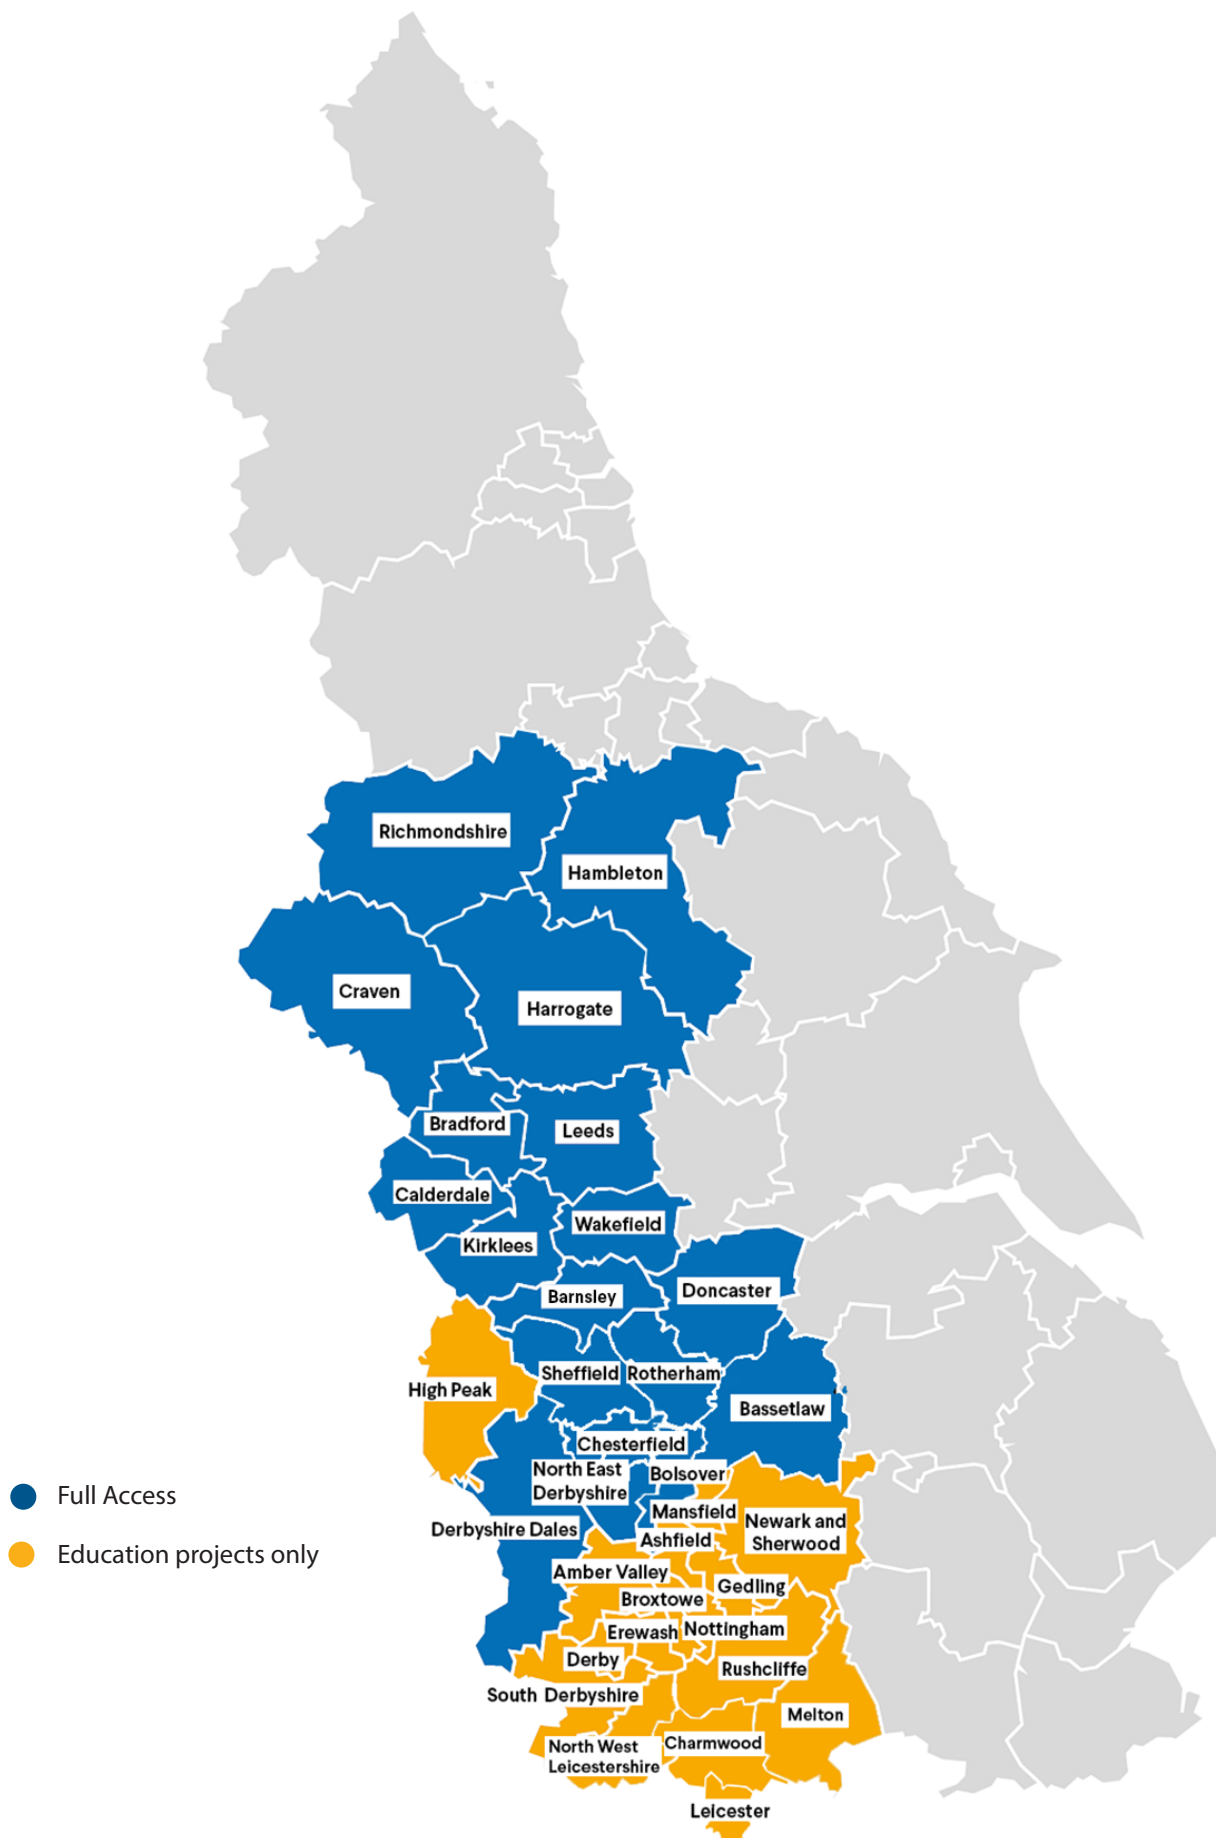 Richmondshire
Hambleton
Craven
Harrogate
Bradford
Leeds
Calderdale
Wakefield
Kirklees
Doncaster
Barnsley
Sheffield
Rotherham
High Peak
Bassetlaw
Chesterfield
North East
Derbyshire
Bolsover
Full Access
Mansfield
Newark and
Sherwood
Derbyshire Dales
Ashfield
Education projects only
Amber Valley
Gedling
Broxtowe
Erewash
Nottingham
Derby
Rushcliffe
South Derbyshire
Melton
North West
Leicestershire
Charmwood
Leicester